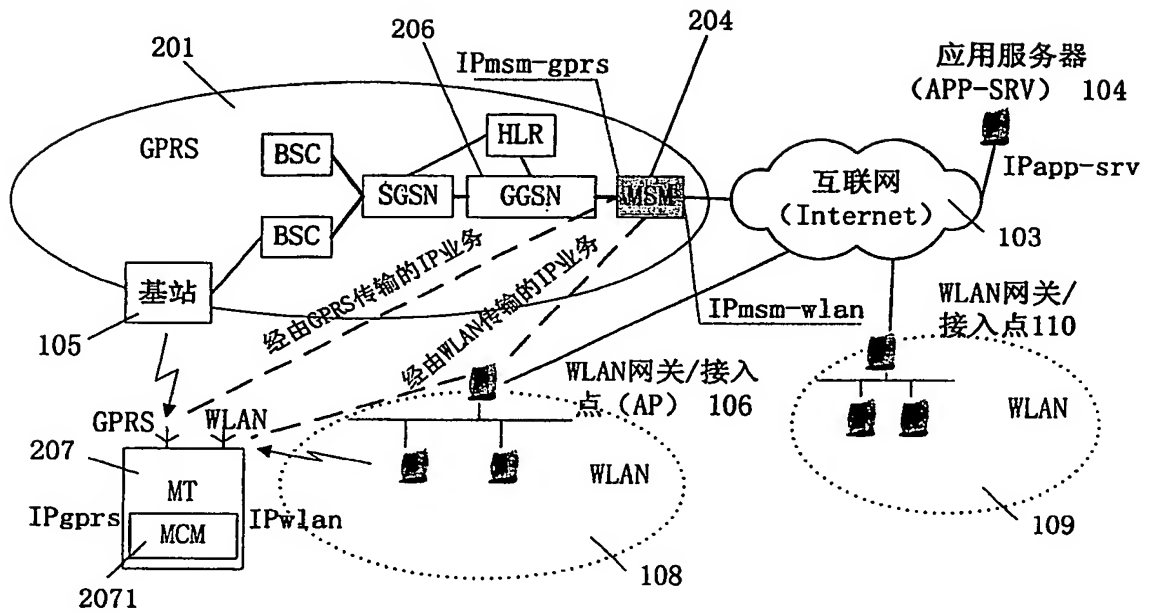 201
206
204
IPmsm-gprs
应用服务器
（APP-SRV） 104
GPRS
BSC
HLR
SGSN
GGSN
MSM
互联网
（Internet）
IPapp-srv
103
BSC
基站
105
经由GPRS传输的IP业务
经由WLAN传输的IP业务
IPmsm-wlan
WLAN网关/
接入点110
WLAN网关/接入
点（AP） 106
GPRS
WLAN
207
MT
IPgprs
IPwlan
MCM
2071
WLAN
108
WLAN
109